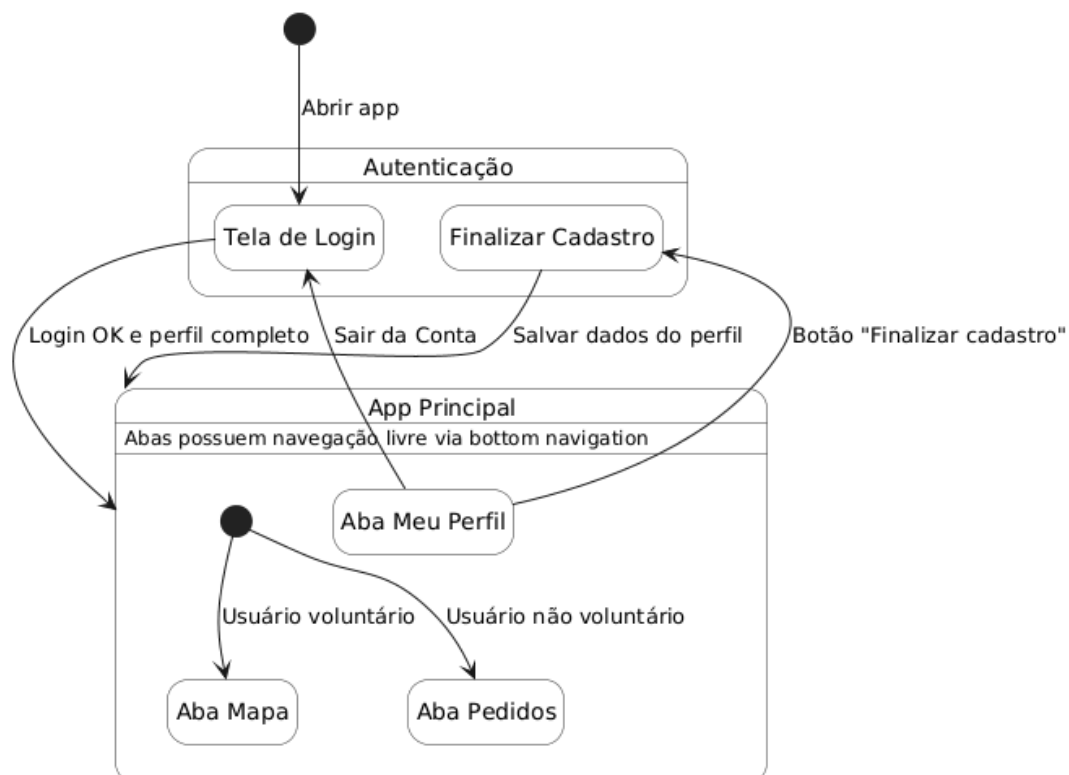 Abrir app
Autenticação
Tela de Login
Finalizar Cadastro
Login OK e perfil completo
Sair da Conta
Salvar dados do perfil
Botão "Finalizar cadastro"
App Principal
Abas possuem navegação livre via bottom navigation
Aba Meu Perfil
Usuário voluntário
Usuário não voluntário
Aba Mapa
Aba Pedidos